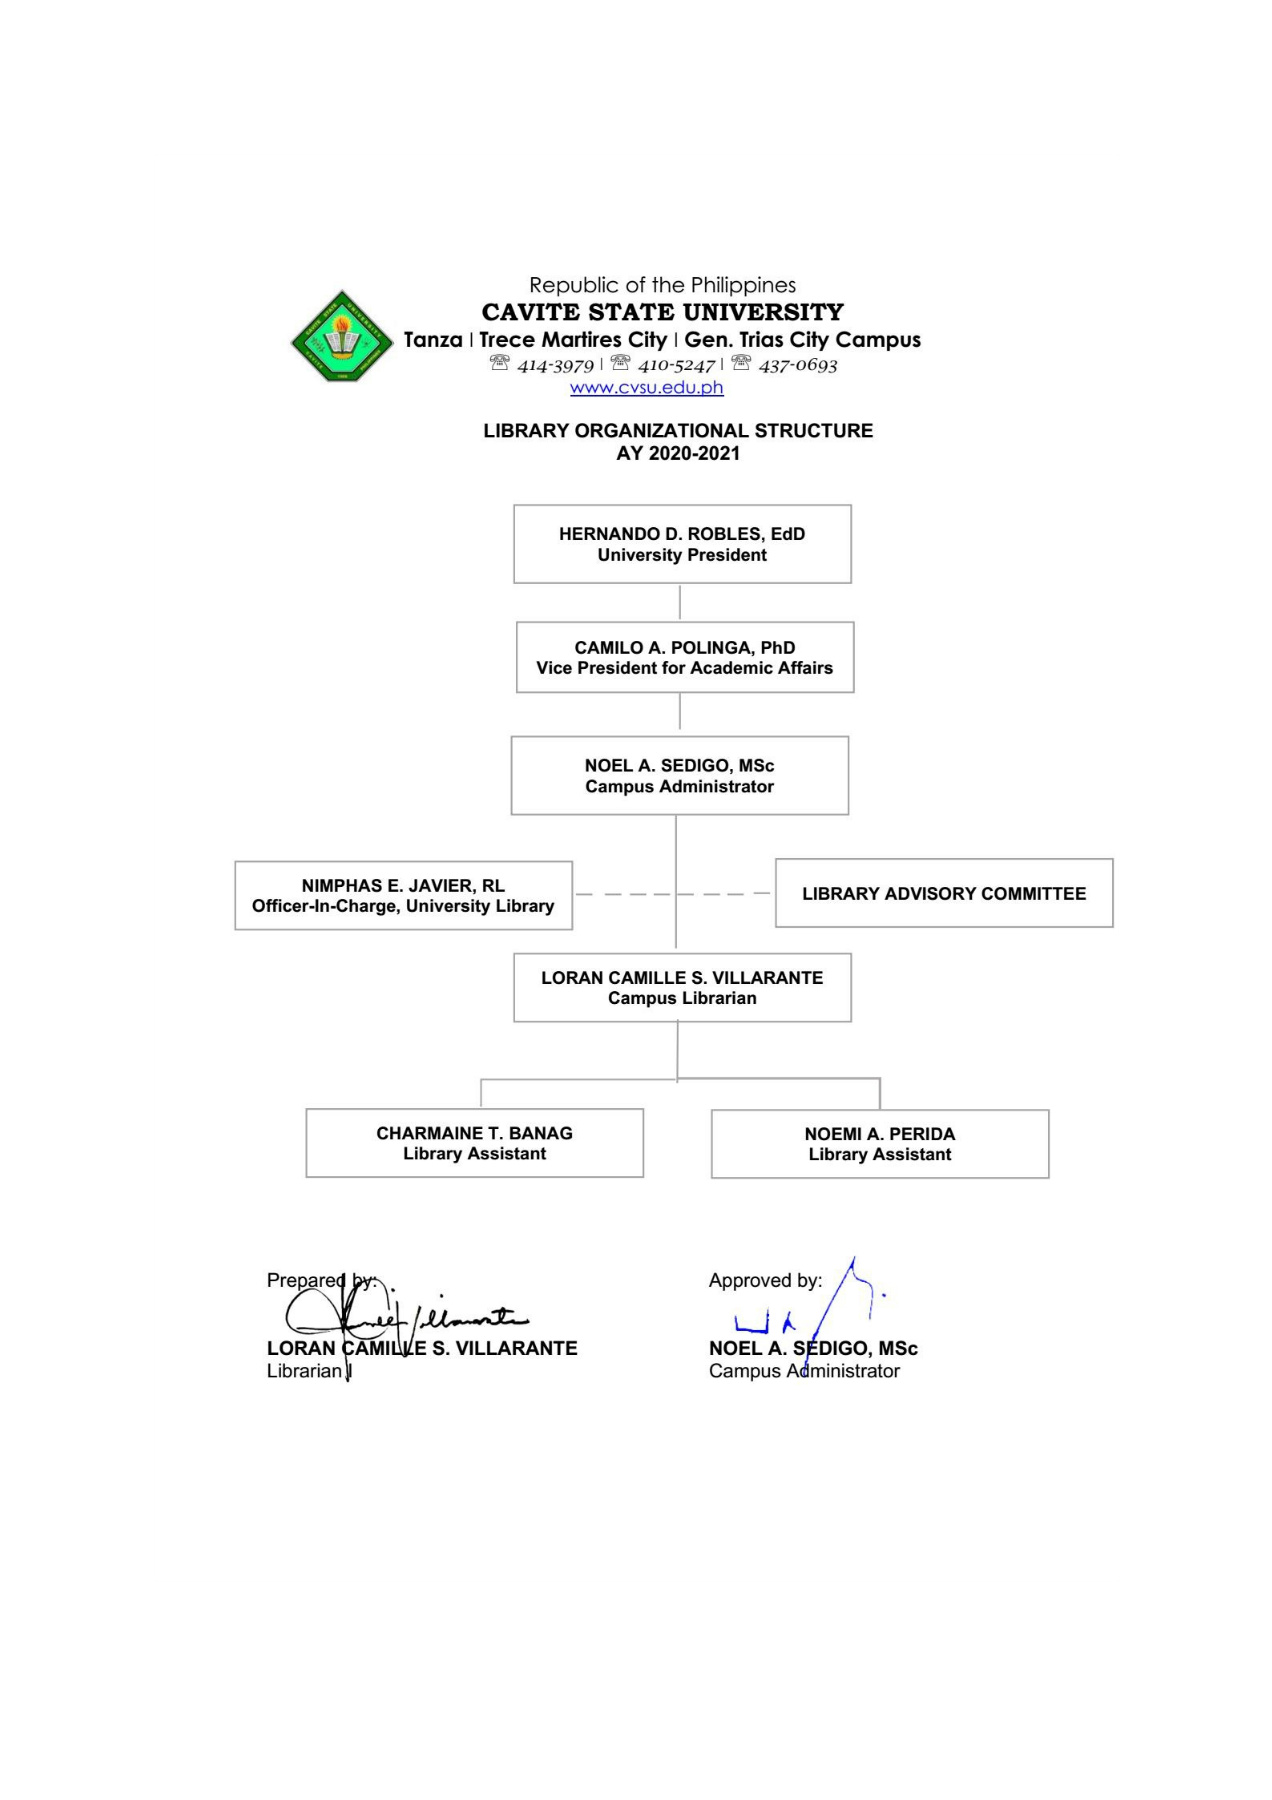 Republic of the Philippines
CAVITE STATE UNIVERSITY
Tanza | Trece Martires City | Gen. Trias City Campus
☏ 414-3979 | ☏ 410-5247 | ☏ 437-0693
www.cvsu.edu.ph
LIBRARY ORGANIZATIONAL STRUCTURE
AY 2020-2021
HERNANDO D. ROBLES, EdD
University President
CAMILO A. POLINGA, PhD
Vice President for Academic Affairs
NOEL A. SEDIGO, MSc
Campus Administrator
NIMPHAS E. JAVIER, RL
Officer-In-Charge, University Library
LIBRARY ADVISORY COMMITTEE
LORAN CAMILLE S. VILLARANTE
Campus Librarian
CHARMAINE T. BANAG
Library Assistant
NOEMI A. PERIDA
Library Assistant
Prepared by:
LORAN CAMILLE S. VILLARANTE
Librarian I
Approved by:
NOEL A. SEDIGO, MSc
Campus Administrator